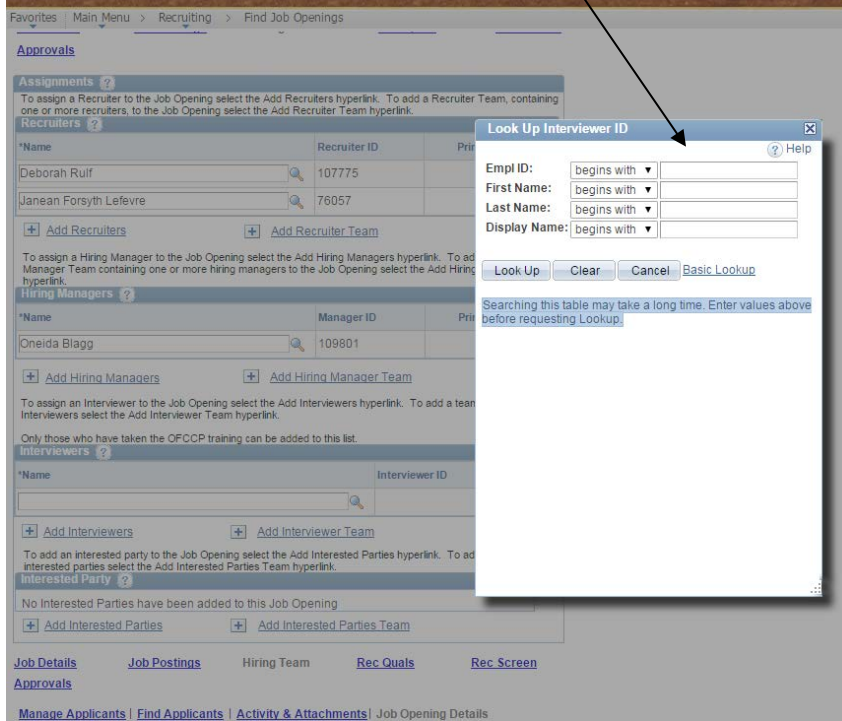 Favorites | Main Menu > Recruiting > Find Job Openings
Approvals
Assignments
To assign a Recruiter to the Job Opening select the Add Recruiters hyperlink. To add a Recruiter Team, containing
one or more recruiters, to the Job Opening select the Add Recruiter Team hyperlink.
Recruiters
*Name Recruiter ID
Deborah Rulf 107775
Janean Forsyth Lefevre 76057
Add Recruiters Add Recruiter Team
To assign a Hiring Manager to the Job Opening select the Add Hiring Managers hyperlink. To
Manager Team containing one or more hiring managers to the Job Opening select the Add Hiring
hyperlink.
Hiring Managers
*Name Manager ID
Oneida Blagg 109801
Add Hiring Managers Add Hiring Manager Team
To assign an Interviewer to the Job Opening select the Add Interviewers hyperlink. To add a
Interviewers select the Add Interviewer Team hyperlink.
Only those who have taken the OFCCP training can be added to this list.
Interviewers
*Name Interviewer ID
Add Interviewers Add Interviewer Team
To add an interested party to the Job Opening select the Add Interested Parties hyperlink. To
interested parties select the Add Interested Parties Team hyperlink.
Interested Party
No Interested Parties have been added to this Job Opening
Add Interested Parties Add Interested Parties Team
Job Details Job Postings Hiring Team Rec Quals Rec Screen
Approvals
Manage Applicants | Find Applicants | Activity & Attachments | Job Opening Details
Look Up Interviewer ID
Help
Empl ID: begins with
First Name: begins with
Last Name: begins with
Display Name: begins with
Look Up Clear Cancel Basic Lookup
Searching this table may take a long time. Enter values above
before requesting Lookup.